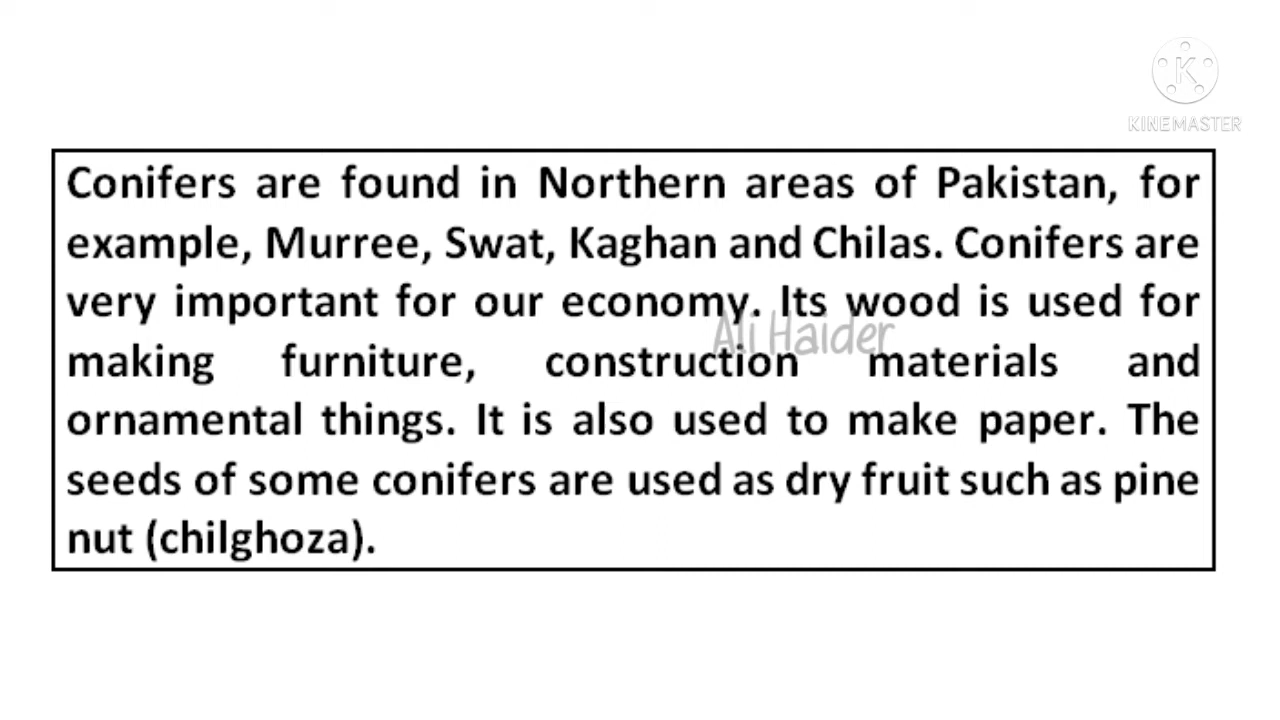 KINEMASTER
Conifers are found in Northern areas of Pakistan, for
example, Murree, Swat, Kaghan and Chilas. Conifers are
very important for our economy. Its wood is used for
Ali Haider
making furniture, construction materials and
ornamental things. It is also used to make paper. The
seeds of some conifers are used as dry fruit such as pine
nut (chilghoza).